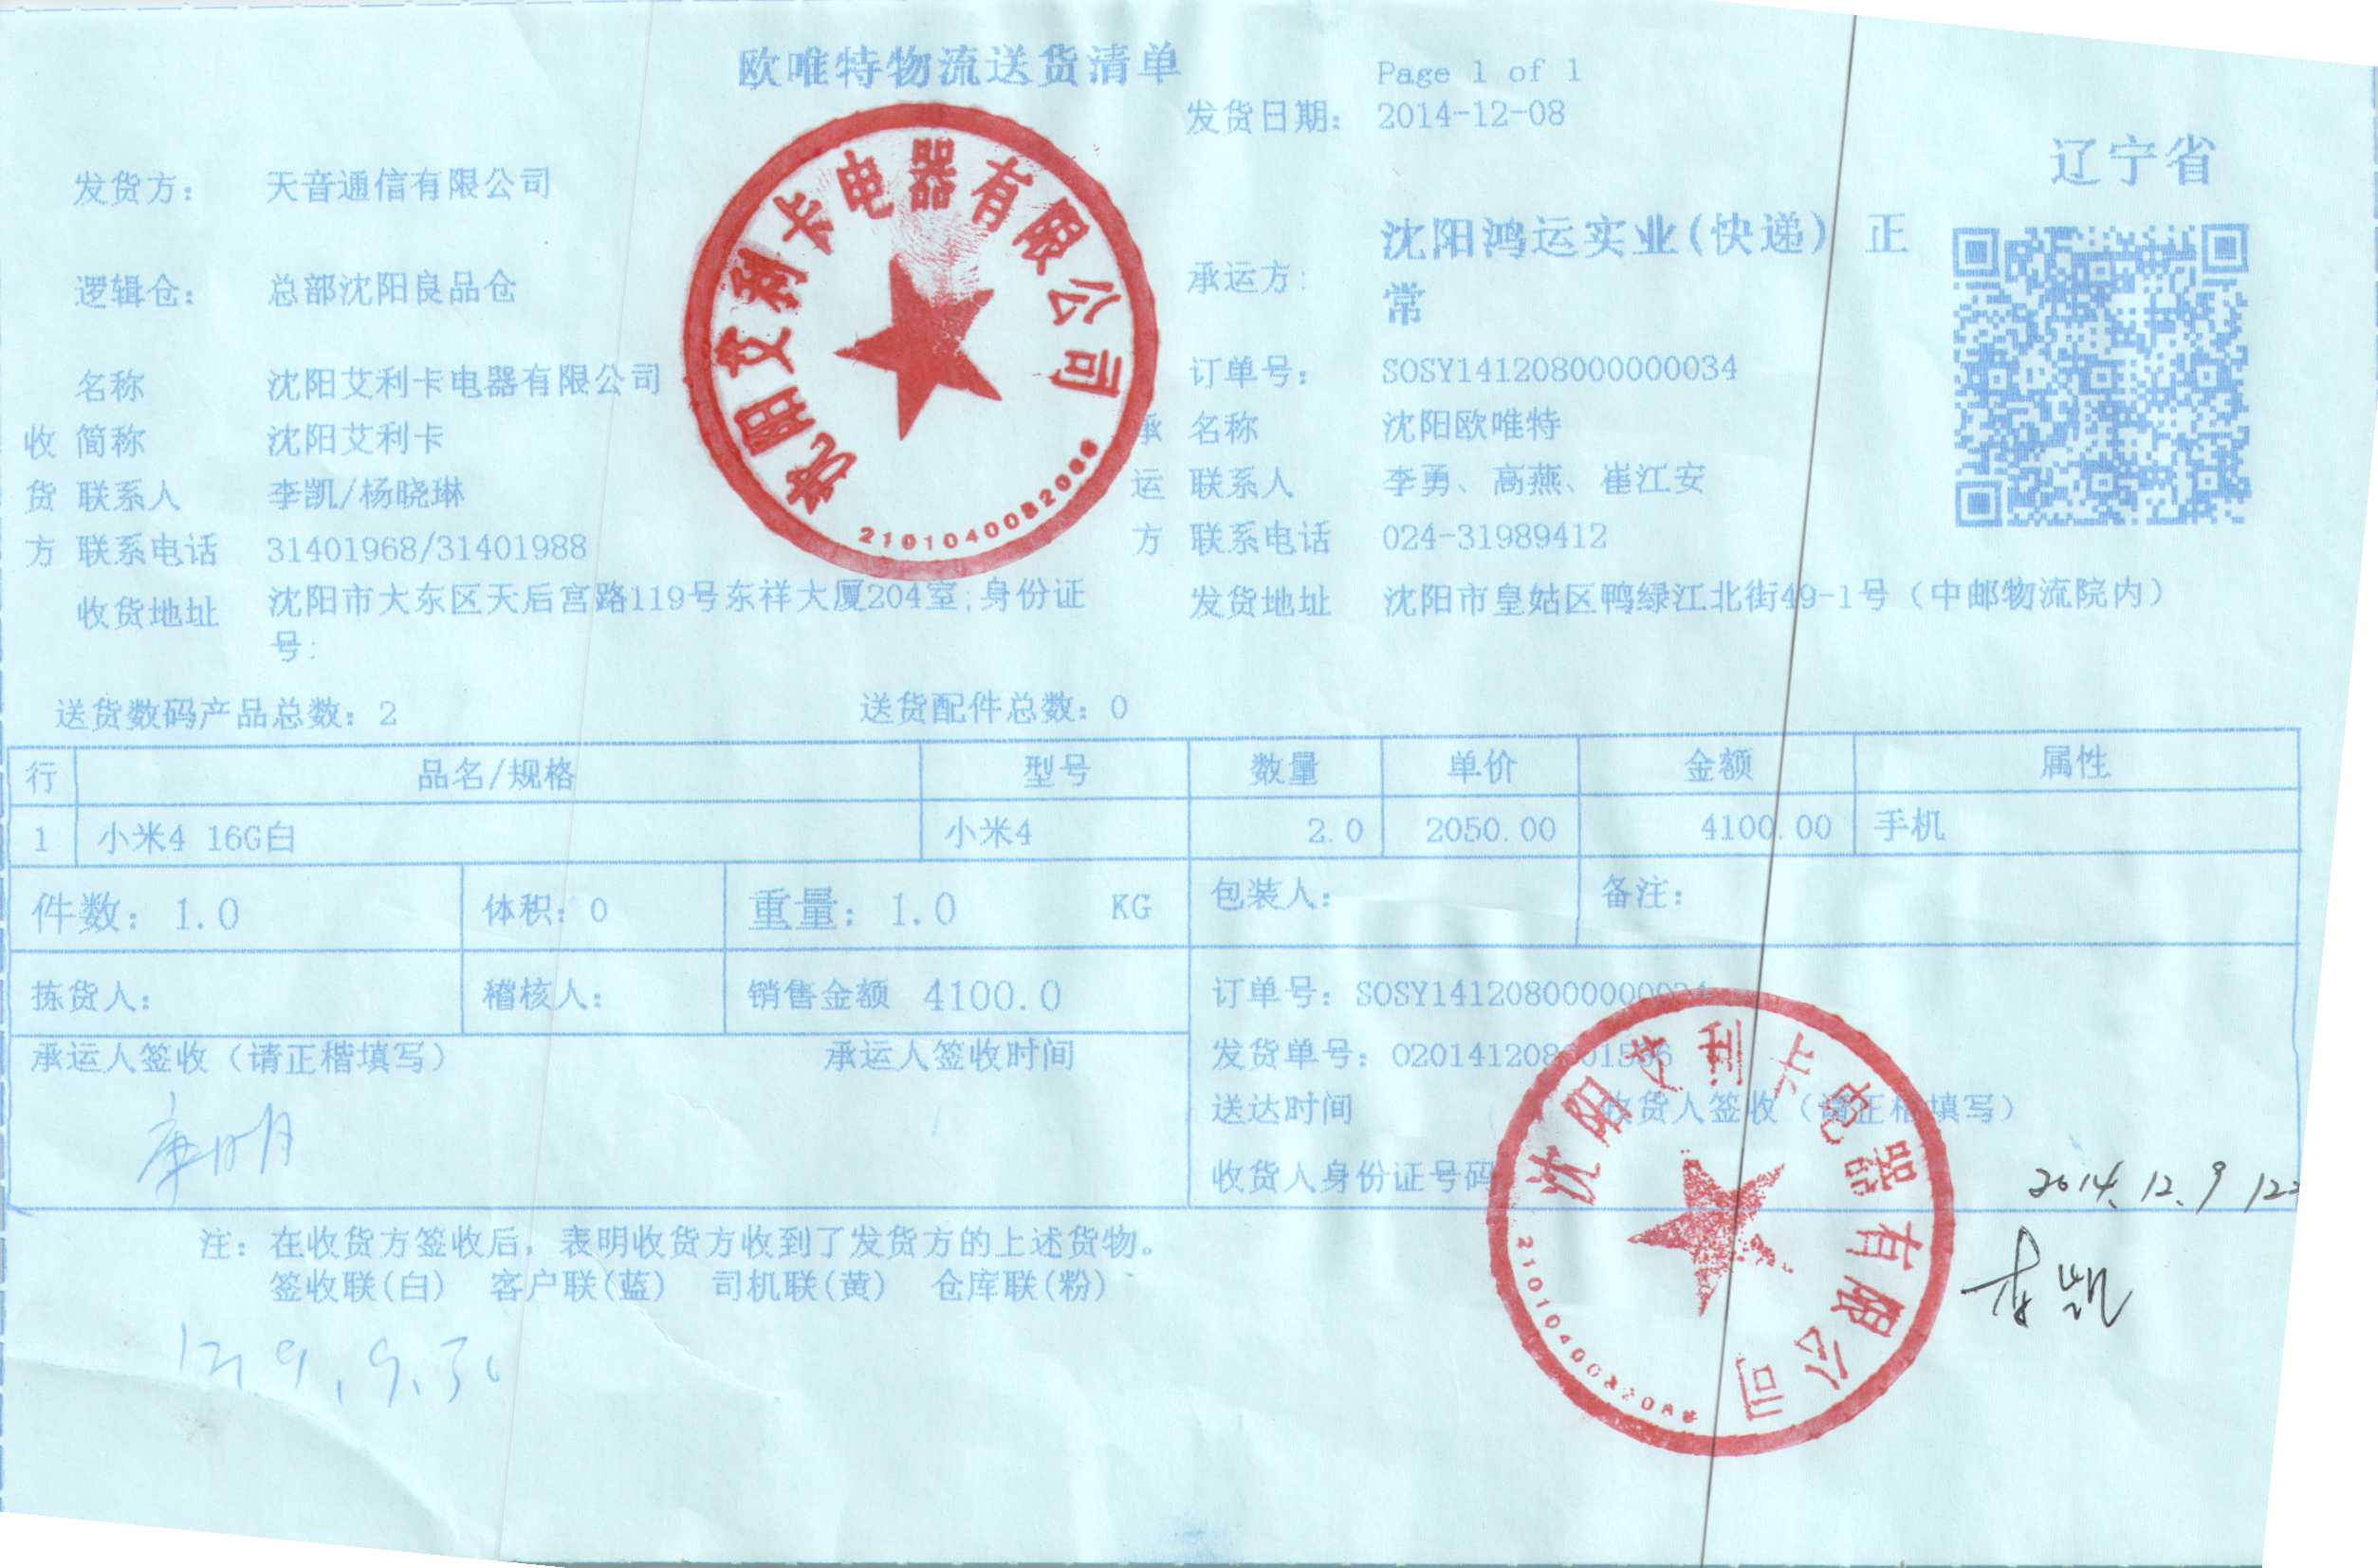 欧唯特物流送货清单
Page 1 of 1
发货日期: 2014-12-08
辽宁省
发货方: 天音通信有限公司
承运方: 沈阳鸿运实业(快递) 正常
逻辑仓: 总部沈阳良品仓
名称 沈阳艾利卡电器有限公司
订单号: SOSY141208000000034
收货方
简称 沈阳艾利卡
联系人 李凯/杨晓琳
联系电话 31401968/31401988
收货地址 沈阳市大东区天后宫路119号东祥大厦204室;身份证号:
承运方
名称 沈阳欧唯特
联系人 李勇、高燕、崔江安
联系电话 024-31989412
发货地址 沈阳市皇姑区鸭绿江北街49-1号（中邮物流院内）
沈阳艾利卡电器有限公司
送货数码产品总数: 2 送货配件总数: 0
行 品名/规格 型号 数量 单价 金额 属性
1 小米4 16G白 小米4 2.0 2050.00 4100.00 手机
件数: 1.0 体积: 0 重量: 1.0 KG 包装人: 备注:
拣货人: 稽核人: 销售金额 4100.0 订单号: SOSY141208000000034
承运人签收（请正楷填写） 承运人签收时间
发货单号:
送达时间 收货人签收（请正楷填写）
收货人身份证号码
沈阳艾利卡电器有限公司
2014.12.9
李凯
注: 在收货方签收后，表明收货方收到了发货方的上述货物。
签收联(白) 客户联(蓝) 司机联(黄) 仓库联(粉)
12.9.9.30